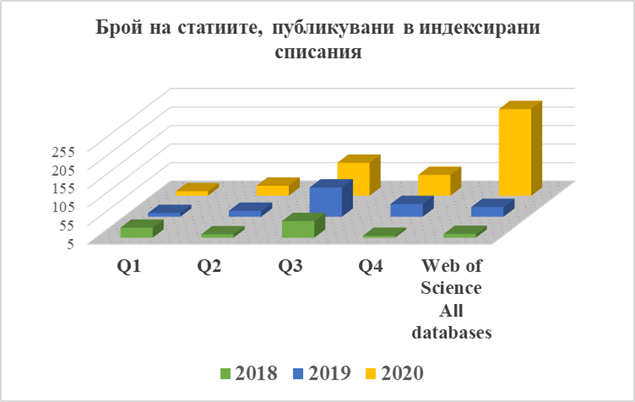 Брой на статиите, публикувани в индексирани
списания
255
205
155
105
55
5
Q1
Q2
Q3
Q4
Web of
Science
All
databases
2018
2019
2020